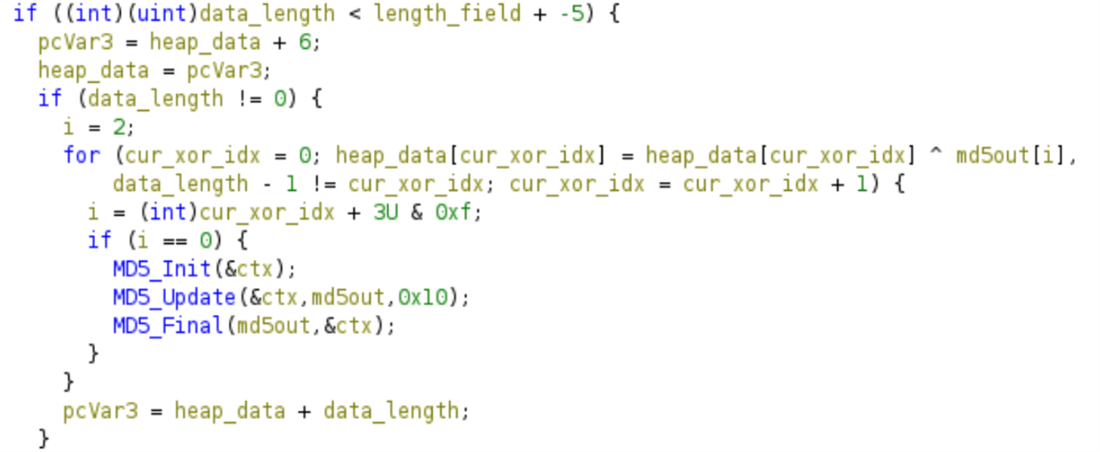 if ((int)(uint)data_length < length_field + -5) {
pcVar3 = heap_data + 6;
heap_data = pcVar3;
if (data_length != 0) {
i = 2;
for (cur_xor_idx = 0; heap_data[cur_xor_idx] = heap_data[cur_xor_idx] ^ md5out[i],
data_length - 1 != cur_xor_idx; cur_xor_idx = cur_xor_idx + 1) {
i = (int)cur_xor_idx + 3U & 0xf;
if (i == 0) {
MD5_Init(&ctx);
MD5_Update(&ctx,md5out,0x10);
MD5_Final(md5out,&ctx);
}
}
pcVar3 = heap_data + data_length;
}